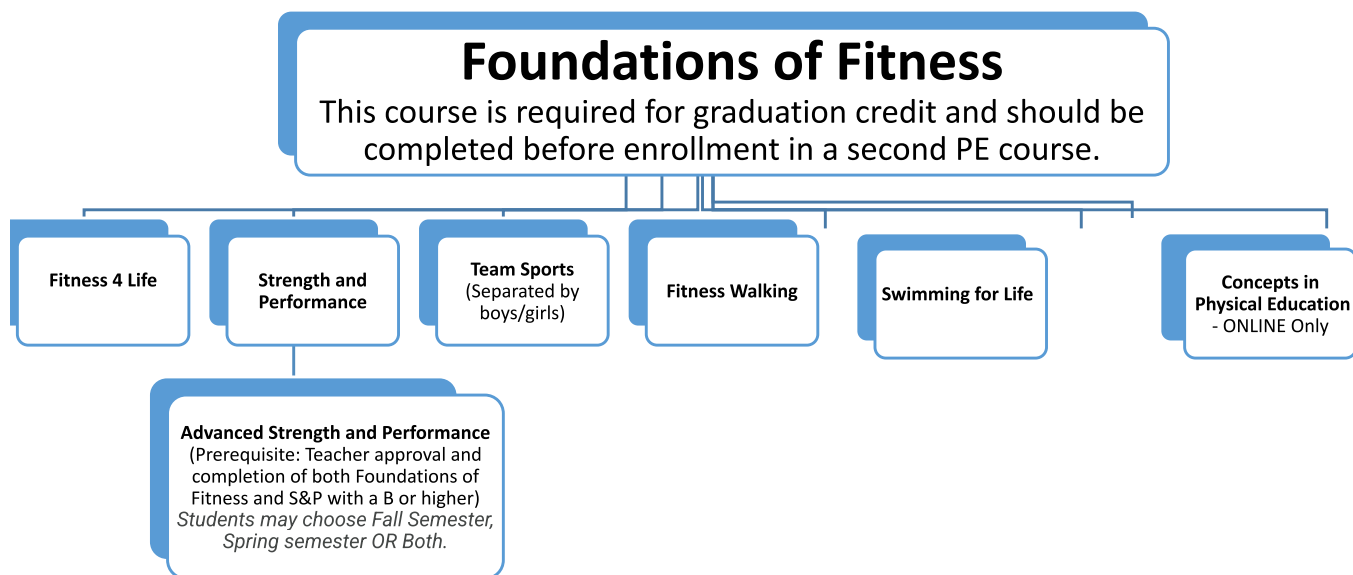 Foundations of Fitness
This course is required for graduation credit and should be
completed before enrollment in a second PE course.
Fitness 4 Life
Strength and
Performance
Team Sports
(Separated by
boys/girls)
Fitness Walking
Swimming for Life
Concepts in
Physical Education
- ONLINE Only
Advanced Strength and Performance
(Prerequisite: Teacher approval and
completion of both Foundations of
Fitness and S&P with a B or higher)
Students may choose Fall Semester,
Spring semester OR Both.